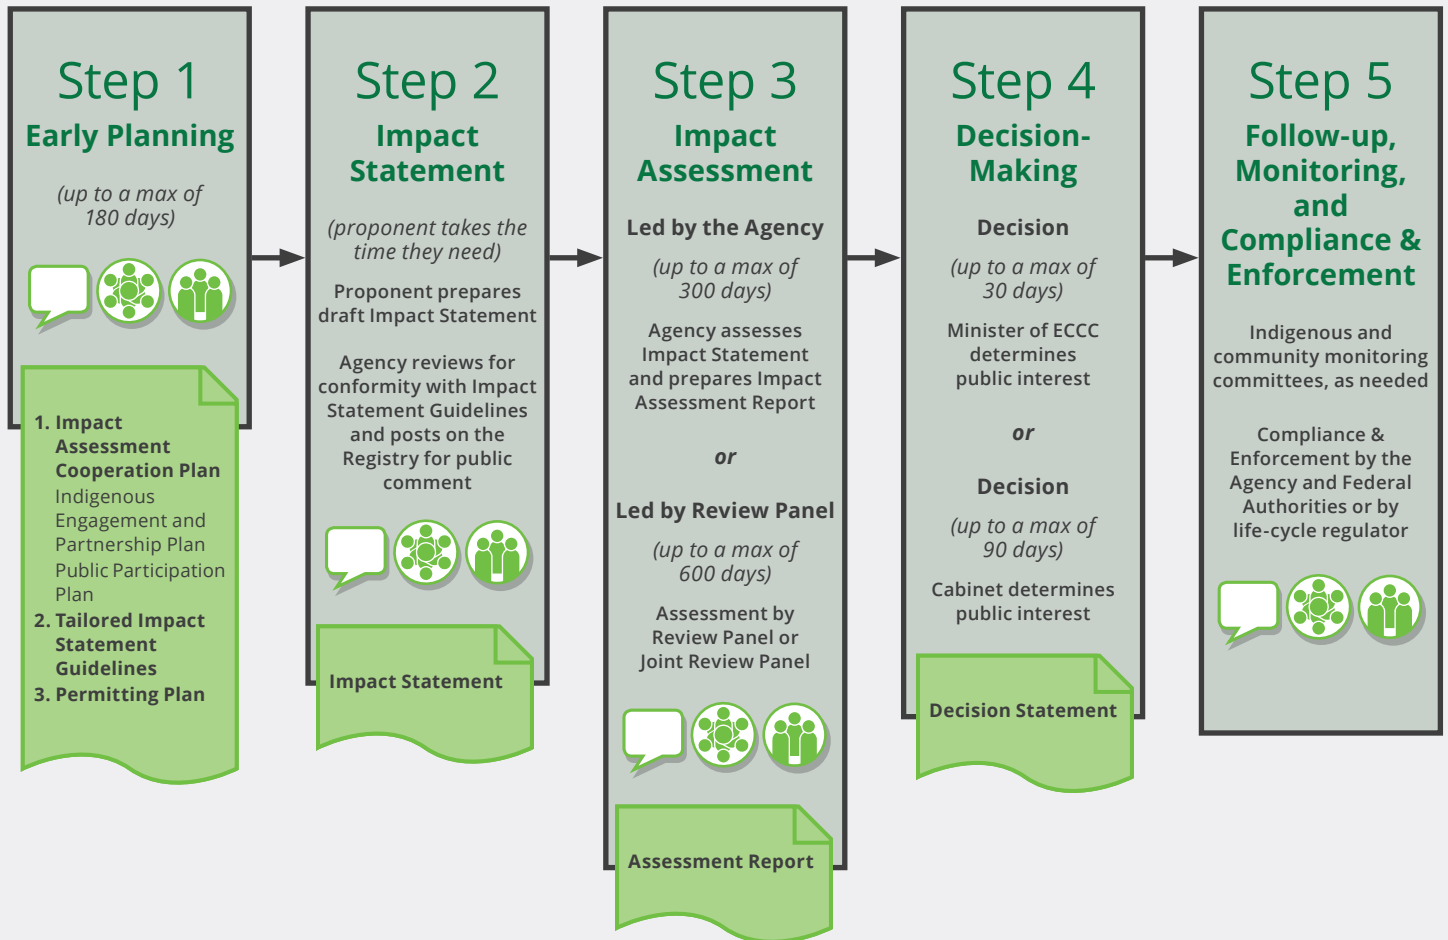 Step 1
Early Planning
(up to a max of
180 days)
1. Impact
Assessment
Cooperation Plan
Indigenous
Engagement and
Partnership Plan
Public Participation
Plan
2. Tailored Impact
Statement
Guidelines
3. Permitting Plan
Step 2
Impact
Statement
(proponent takes the
time they need)
Proponent prepares
draft Impact Statement
Agency reviews for
conformity with Impact
Statement Guidelines
and posts on the
Registry for public
comment
Impact Statement
Step 3
Impact
Assessment
Led by the Agency
(up to a max of
300 days)
Agency assesses
Impact Statement
and prepares Impact
Assessment Report
or
Led by Review Panel
(up to a max of
600 days)
Assessment by
Review Panel or
Joint Review Panel
Assessment Report
Step 4
Decision-
Making
Decision
(up to a max of
30 days)
Minister of ECCC
determines
public interest
or
Decision
(up to a max of
90 days)
Cabinet determines
public interest
Decision Statement
Step 5
Follow-up,
Monitoring,
and
Compliance &
Enforcement
Indigenous and
community monitoring
committees, as needed
Compliance &
Enforcement by the
Agency and Federal
Authorities or by
life-cycle regulator